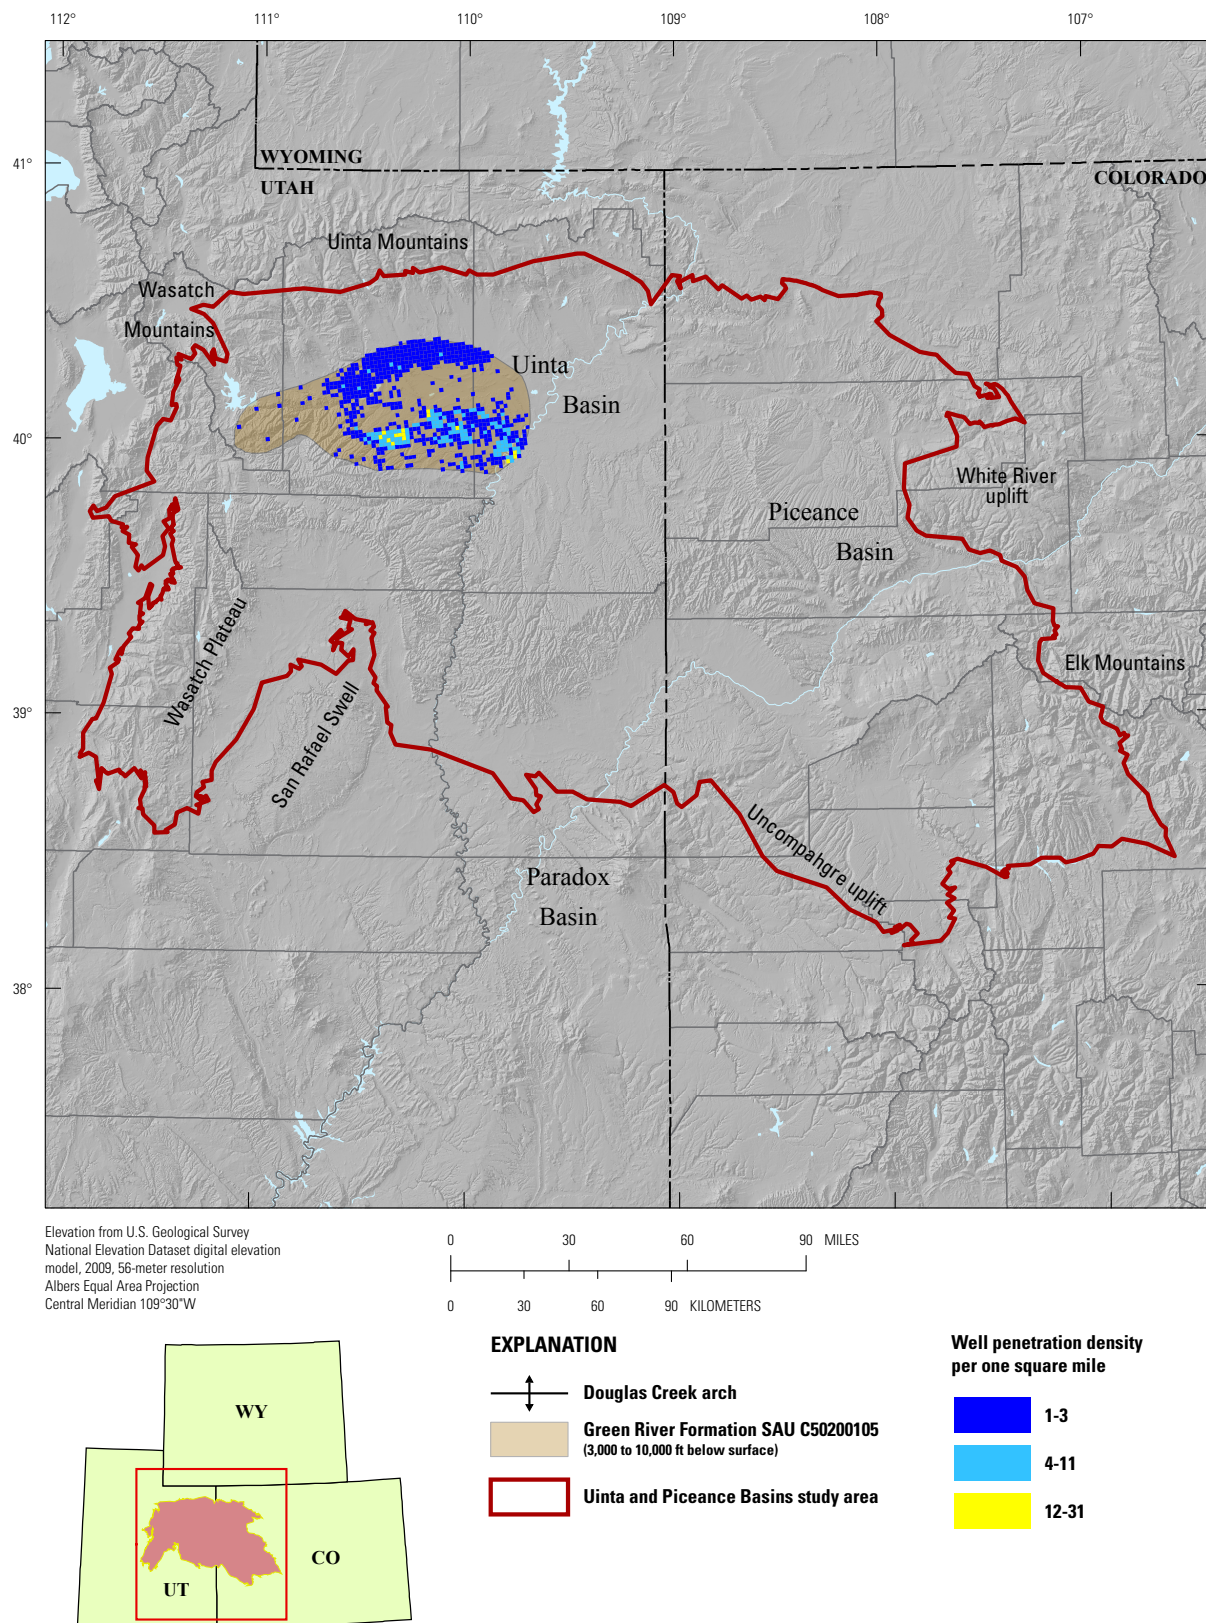 112°
111°
110°
109°
108°
107°
41°
WYOMING
UTAH
COLORADO
Uinta Mountains
Wasatch
Mountains
Uinta
Basin
40°
White River
uplift
Piceance
Basin
Wasatch Plateau
Elk Mountains
San Rafael Swell
39°
Uncompahgre uplift
Paradox
Basin
38°
Elevation from U.S. Geological Survey
National Elevation Dataset digital elevation
model, 2009, 56-meter resolution
Albers Equal Area Projection
Central Meridian 109°30"W
0 30 60 90 MILES
0 30 60 90 KILOMETERS
EXPLANATION
Douglas Creek arch
Green River Formation SAU C50200105
(3,000 to 10,000 ft below surface)
Uinta and Piceance Basins study area
Well penetration density
per one square mile
1-3
4-11
12-31
WY
UT
CO